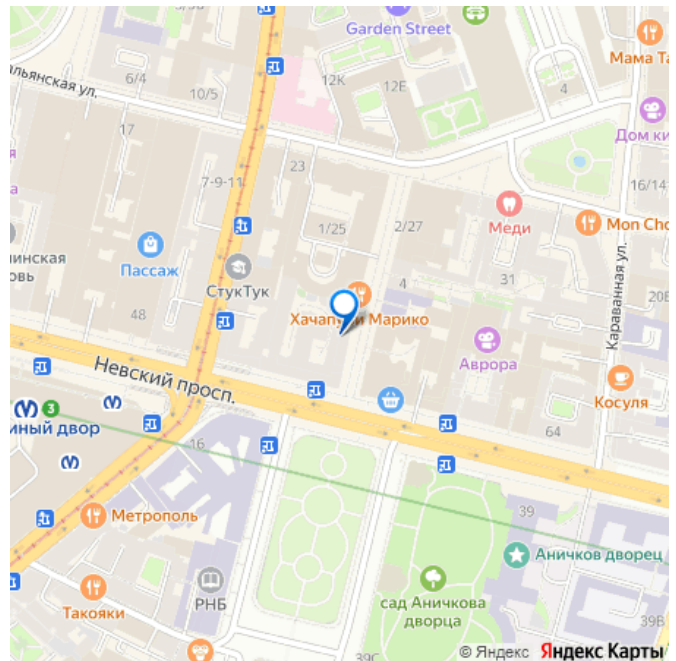 Garden Street
Мама Та
альянская ул.
6/4
10/5
12К
12Е
4
Дом ки
17
23
7-9-11
16/14
Меди
Mon Cho
1/25
2/27
а
Пассаж
СтукТук
инская
овь
48
4
31
Караванная ул.
20В
Хачапури Марико
Аврора
Невский просп.
Косуля
3
иный двор
16
64
Метрополь
39
Аничков дворец
Такояки
РНБ
сад Аничкова
дворца
39В
39С
© Яндекс Яндекс Карты